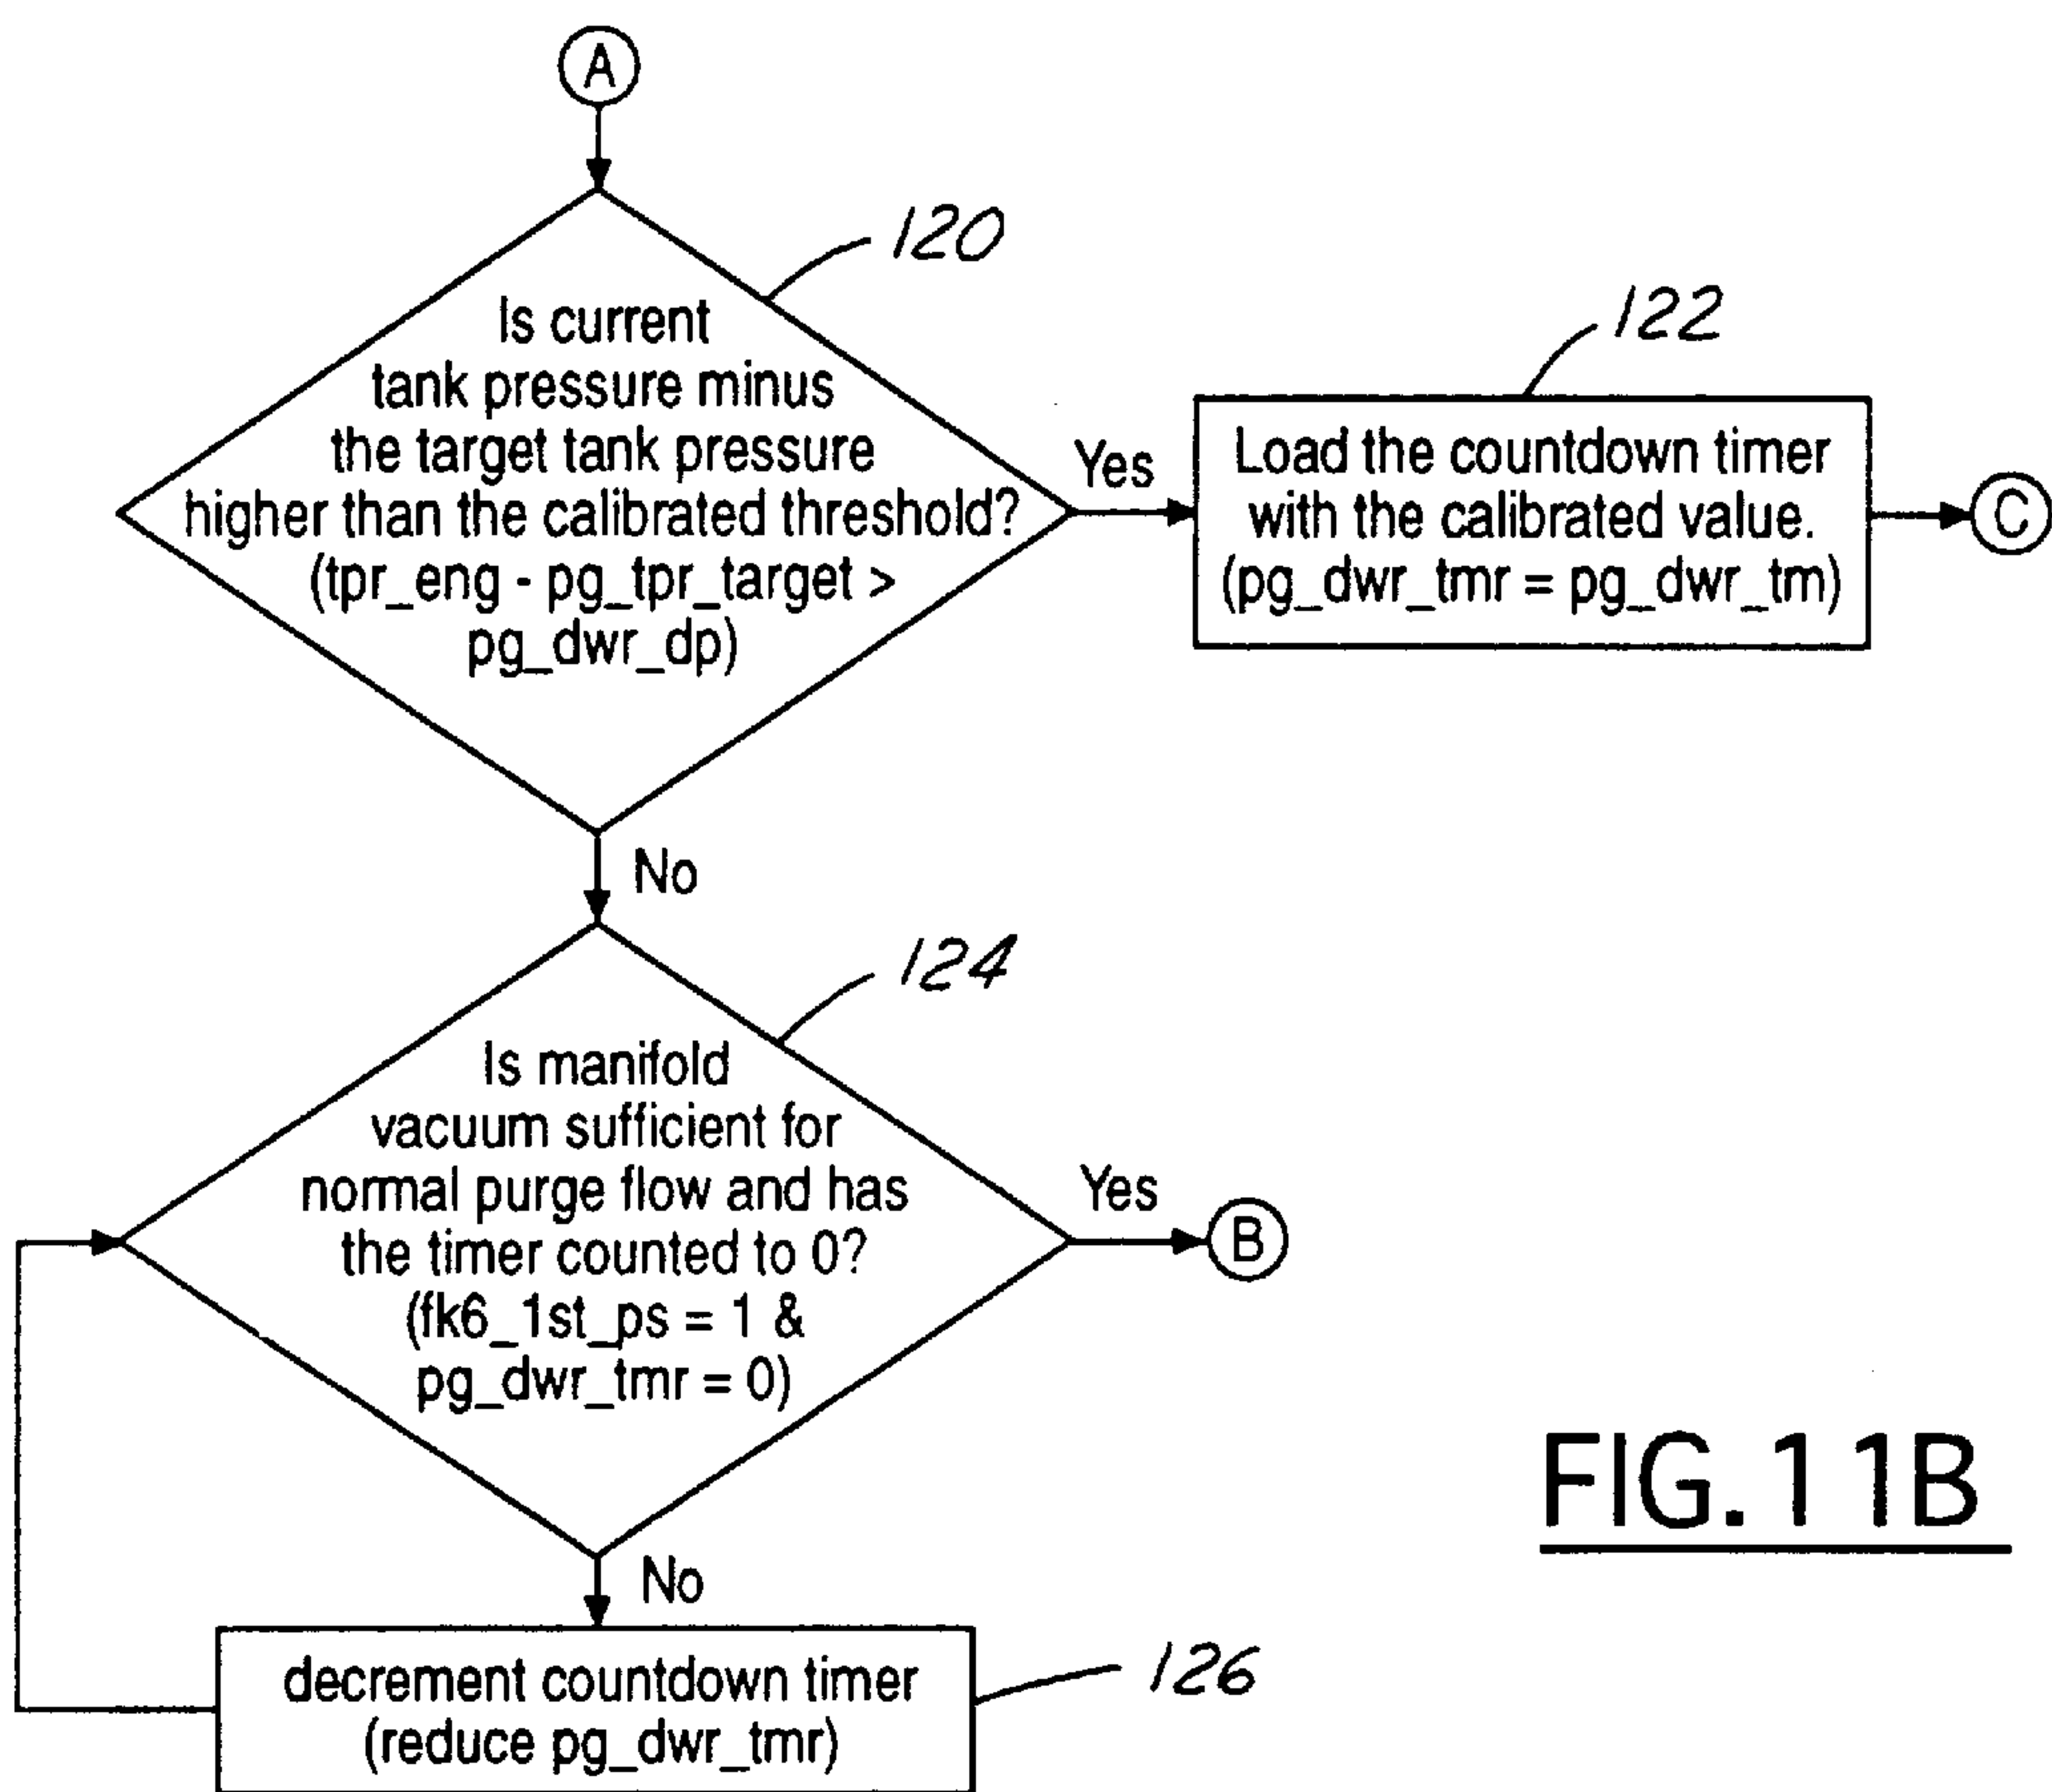 A
120
Is current
tank pressure minus
the target tank pressure
higher than the calibrated threshold?
(tpr_eng - pg_tpr_target >
pg_dwr_dp)
Yes
122
Load the countdown timer
with the calibrated value.
(pg_dwr_tmr = pg_dwr_tm)
C
No
124
Is manifold
vacuum sufficient for
normal purge flow and has
the timer counted to 0?
(fk6_1st_ps = 1 &
pg_dwr_tmr = 0)
Yes
B
No
decrement countdown timer
(reduce pg_dwr_tmr)
126
FIG.11B